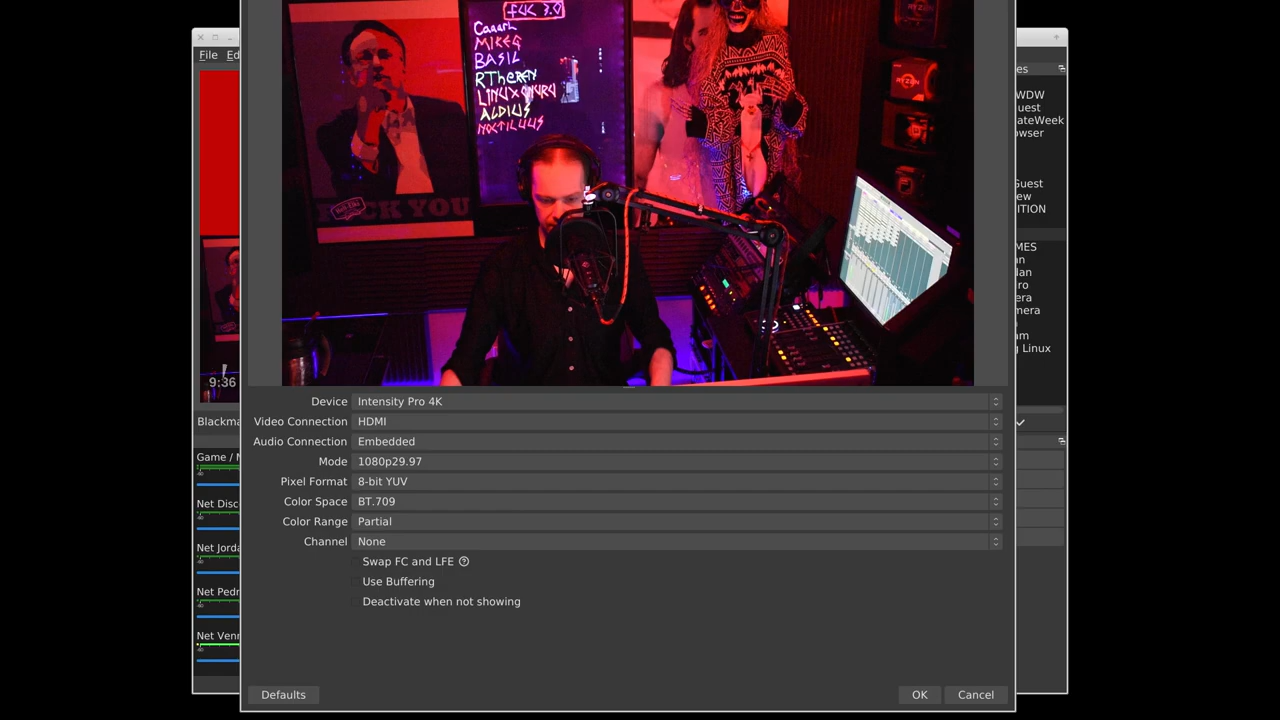 fuc 3.0
CaaarL
MIKEG
BASIL
ALDIUS
NOCTILUUS
RYZEN
CK YOU
File Ed
es
WDW
uest
ateWeek
owser
Guest
ew
ITION
MES
an
lan
ro
era
mera
am
g Linux
9:36
Blackma
Game / M
Net Disc
Net Jorda
Net Pedr
Net Venn
Device Intensity Pro 4K
Video Connection HDMI
Audio Connection Embedded
Mode 1080p29.97
Pixel Format 8-bit YUV
Color Space BT.709
Color Range Partial
Channel None
Swap FC and LFE
Use Buffering
Deactivate when not showing
Defaults OK Cancel